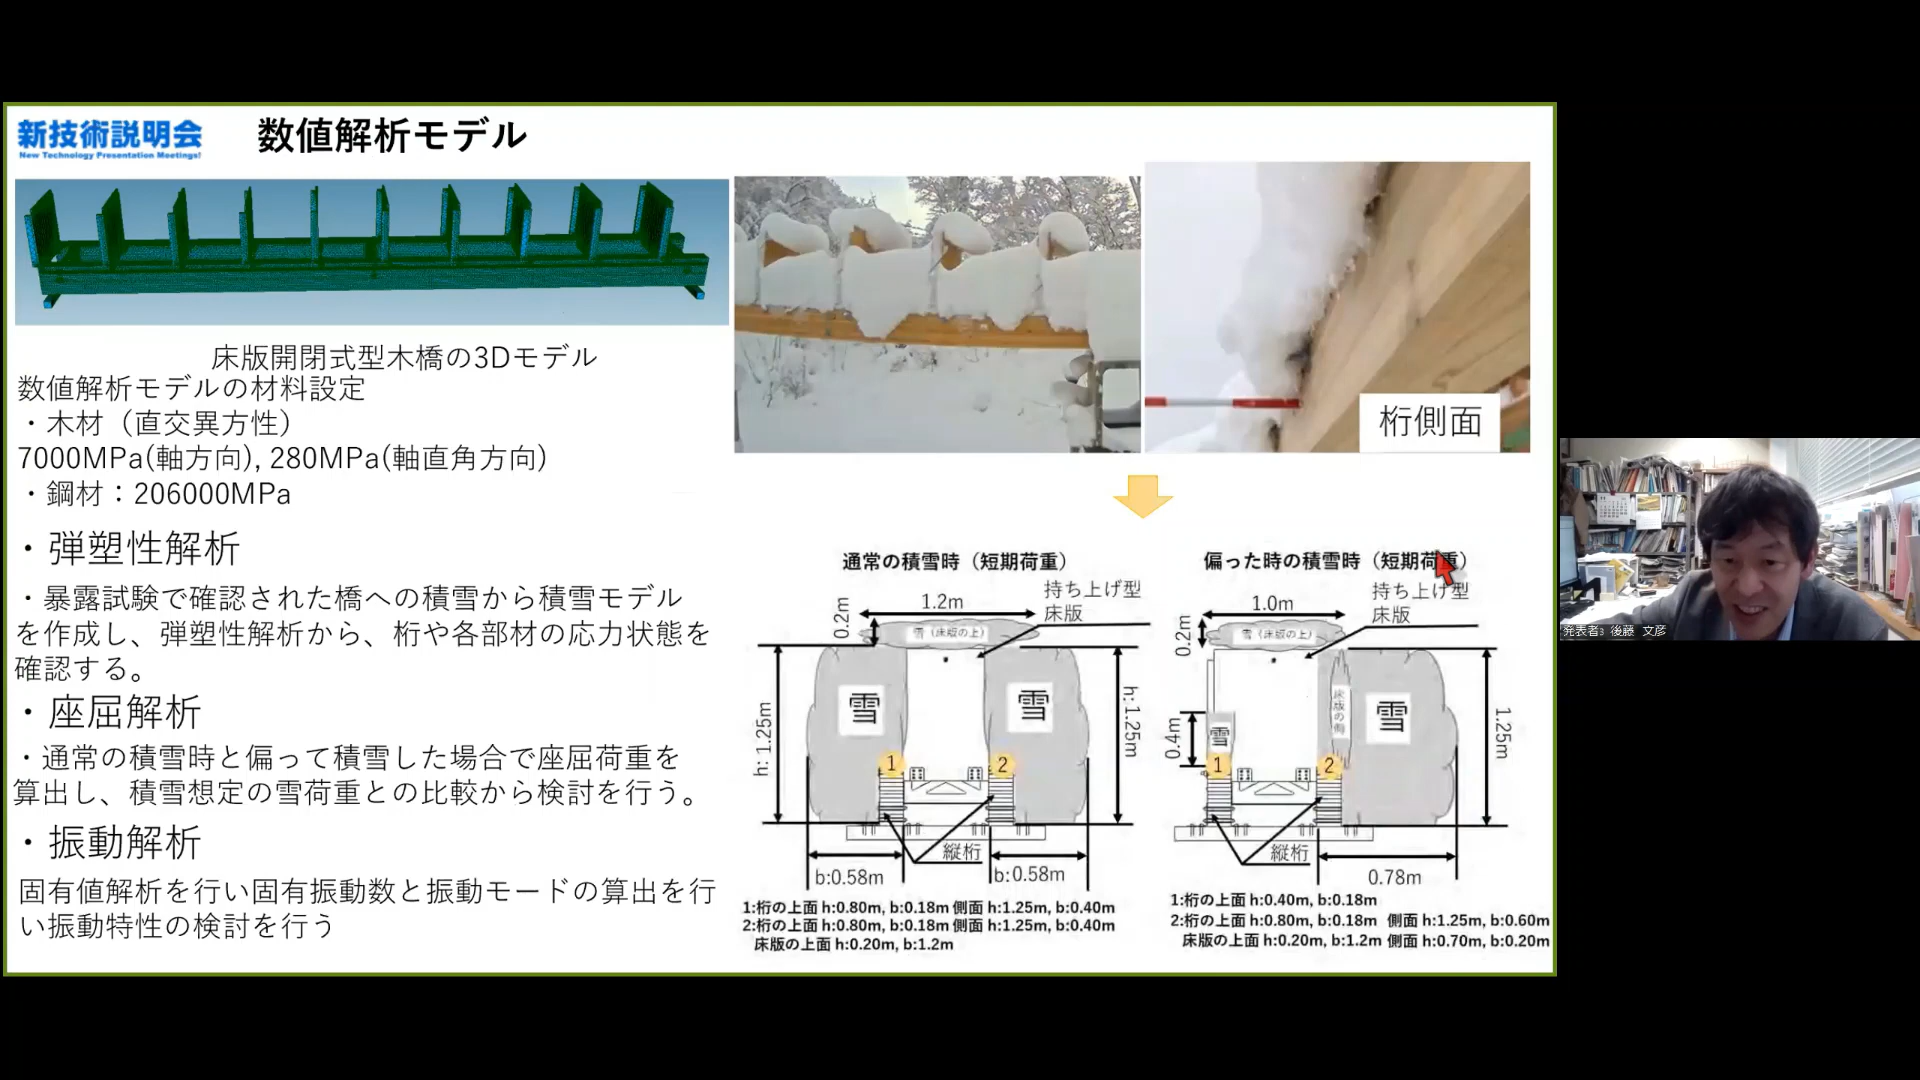 新技術説明会
New Technology Presentation Meetings!
数値解析モデル
床版開閉式型木橋の3Dモデル
数値解析モデルの材料設定
・木材（直交異方性）
7000MPa(軸方向), 280MPa(軸直角方向)
・鋼材：206000MPa
・弾塑性解析
・暴露試験で確認された橋への積雪から積雪モデル
を作成し、弾塑性解析から、桁や各部材の応力状態を
確認する。
・座屈解析
・通常の積雪時と偏って積雪した場合で座屈荷重を
算出し、積雪想定の雪荷重との比較から検討を行う。
・振動解析
固有値解析を行い固有振動数と振動モードの算出を行
い振動特性の検討を行う
桁側面
通常の積雪時（短期荷重）
持ち上げ型
床版
1.2m
0.2m
雪（床版の上）
雪
雪
h: 1.25m
h: 1.25m
1
2
縦桁
b:0.58m
b:0.58m
1:桁の上面 h:0.80m, b:0.18m 側面 h:1.25m, b:0.40m
2:桁の上面 h:0.80m, b:0.18m 側面 h:1.25m, b:0.40m
床版の上面 h:0.20m, b:1.2m
偏った時の積雪時（短期荷重）
持ち上げ型
床版
1.0m
0.2m
雪（床版の上）
床版の側
雪
雪
0.4m
1.25m
1
2
縦桁
0.78m
1:桁の上面 h:0.40m, b:0.18m
2:桁の上面 h:0.80m, b:0.18m 側面 h:1.25m, b:0.60m
床版の上面 h:0.20m, b:1.2m 側面 h:0.70m, b:0.20m
発表者3 後藤 文彦